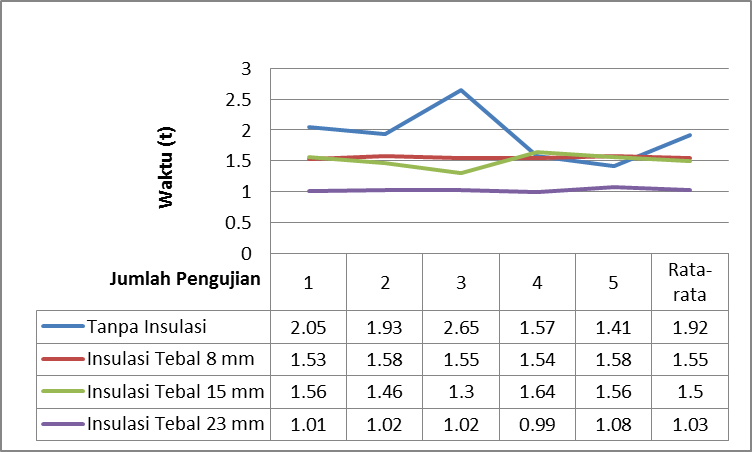 3
2.5
2
1.5
1
0.5
0
Waktu (t)
Jumlah Pengujian 1 2 3 4 5 Rata-
rata
Tanpa Insulasi 2.05 1.93 2.65 1.57 1.41 1.92
Insulasi Tebal 8 mm 1.53 1.58 1.55 1.54 1.58 1.55
Insulasi Tebal 15 mm 1.56 1.46 1.3 1.64 1.56 1.5
Insulasi Tebal 23 mm 1.01 1.02 1.02 0.99 1.08 1.03